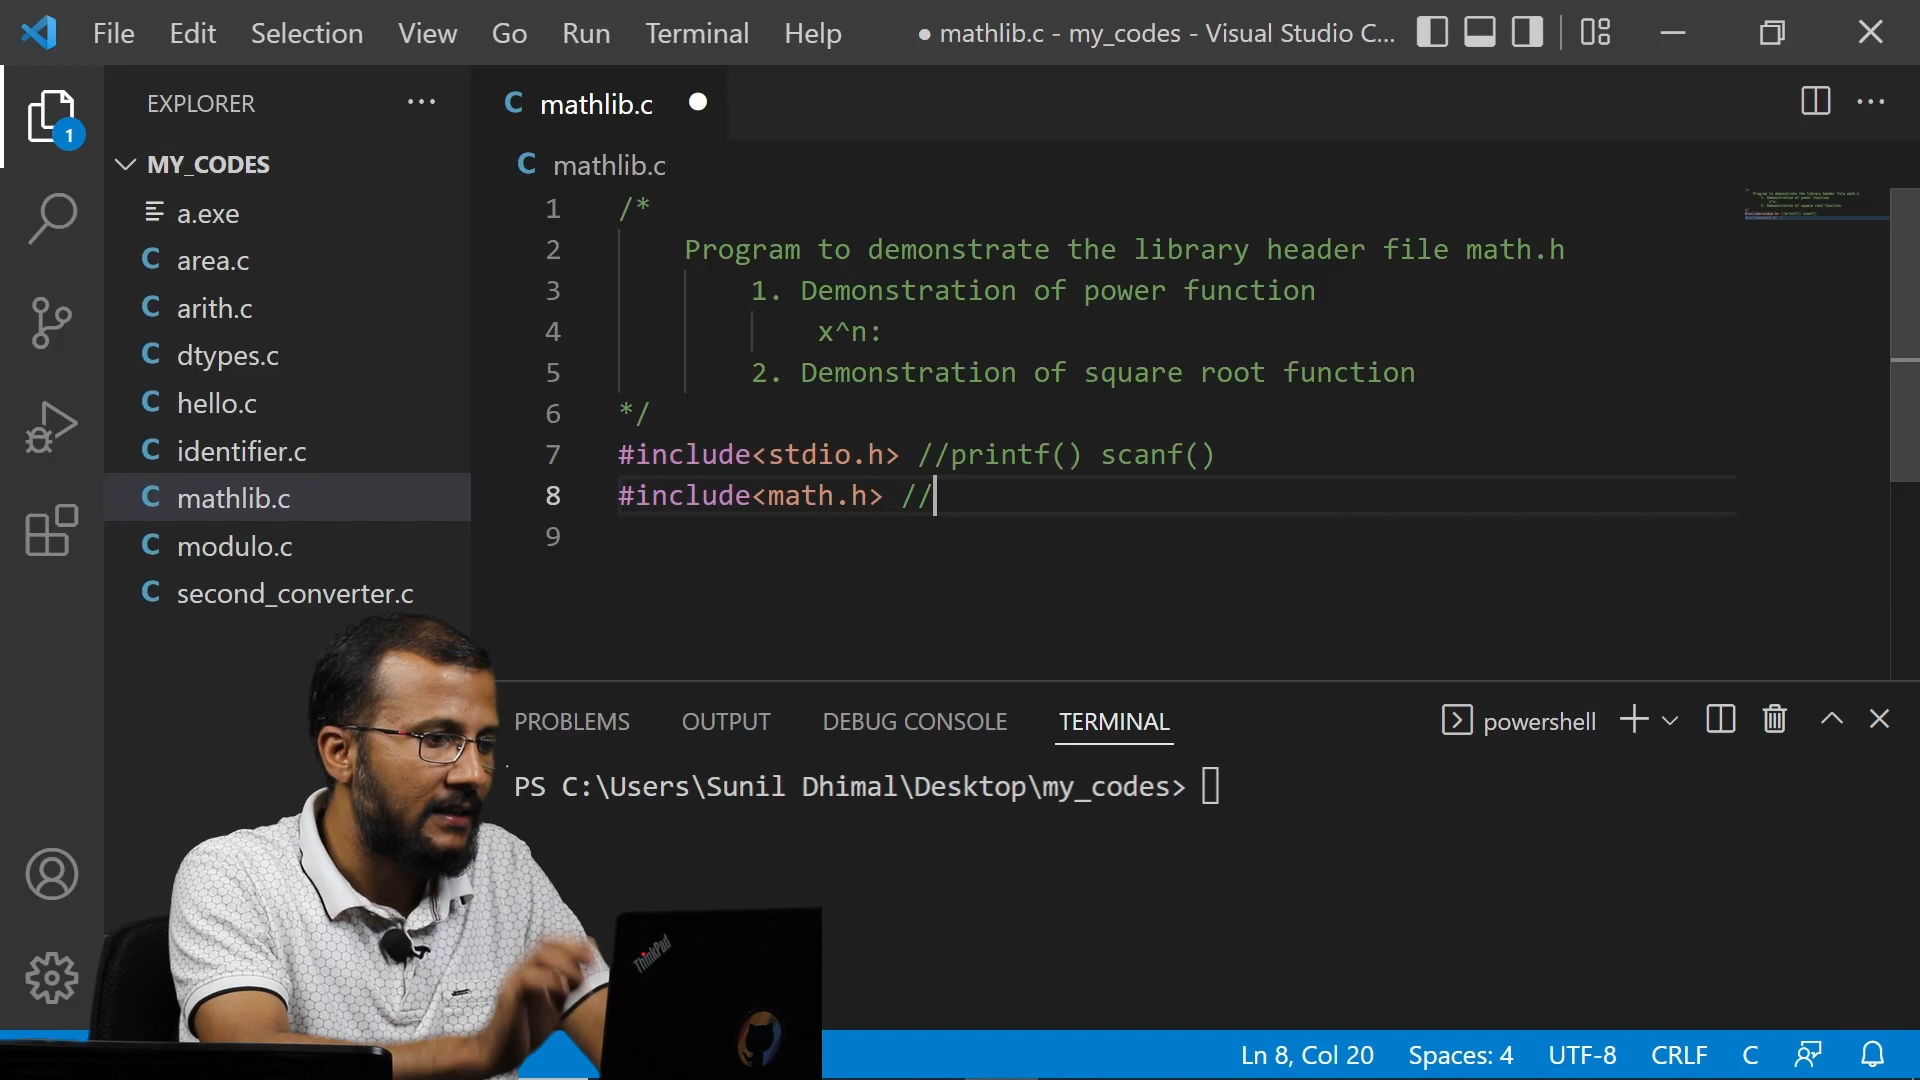 File Edit Selection View Go Run Terminal Help ● mathlib.c - my_codes - Visual Studio C...
EXPLORER
1
MY_CODES
a.exe
C area.c
C arith.c
C dtypes.c
C hello.c
C identifier.c
C mathlib.c
C modulo.c
C second_converter.c
C mathlib.c
C mathlib.c
1 /*
2 Program to demonstrate the library header file math.h
3 1. Demonstration of power function
4 x^n:
5 2. Demonstration of square root function
6 */
7 #include<stdio.h> //printf() scanf()
8 #include<math.h> //
9
PROBLEMS OUTPUT DEBUG CONSOLE TERMINAL powershell
PS C:\Users\Sunil Dhimal\Desktop\my_codes>
ThinkPad
Ln 8, Col 20 Spaces: 4 UTF-8 CRLF C